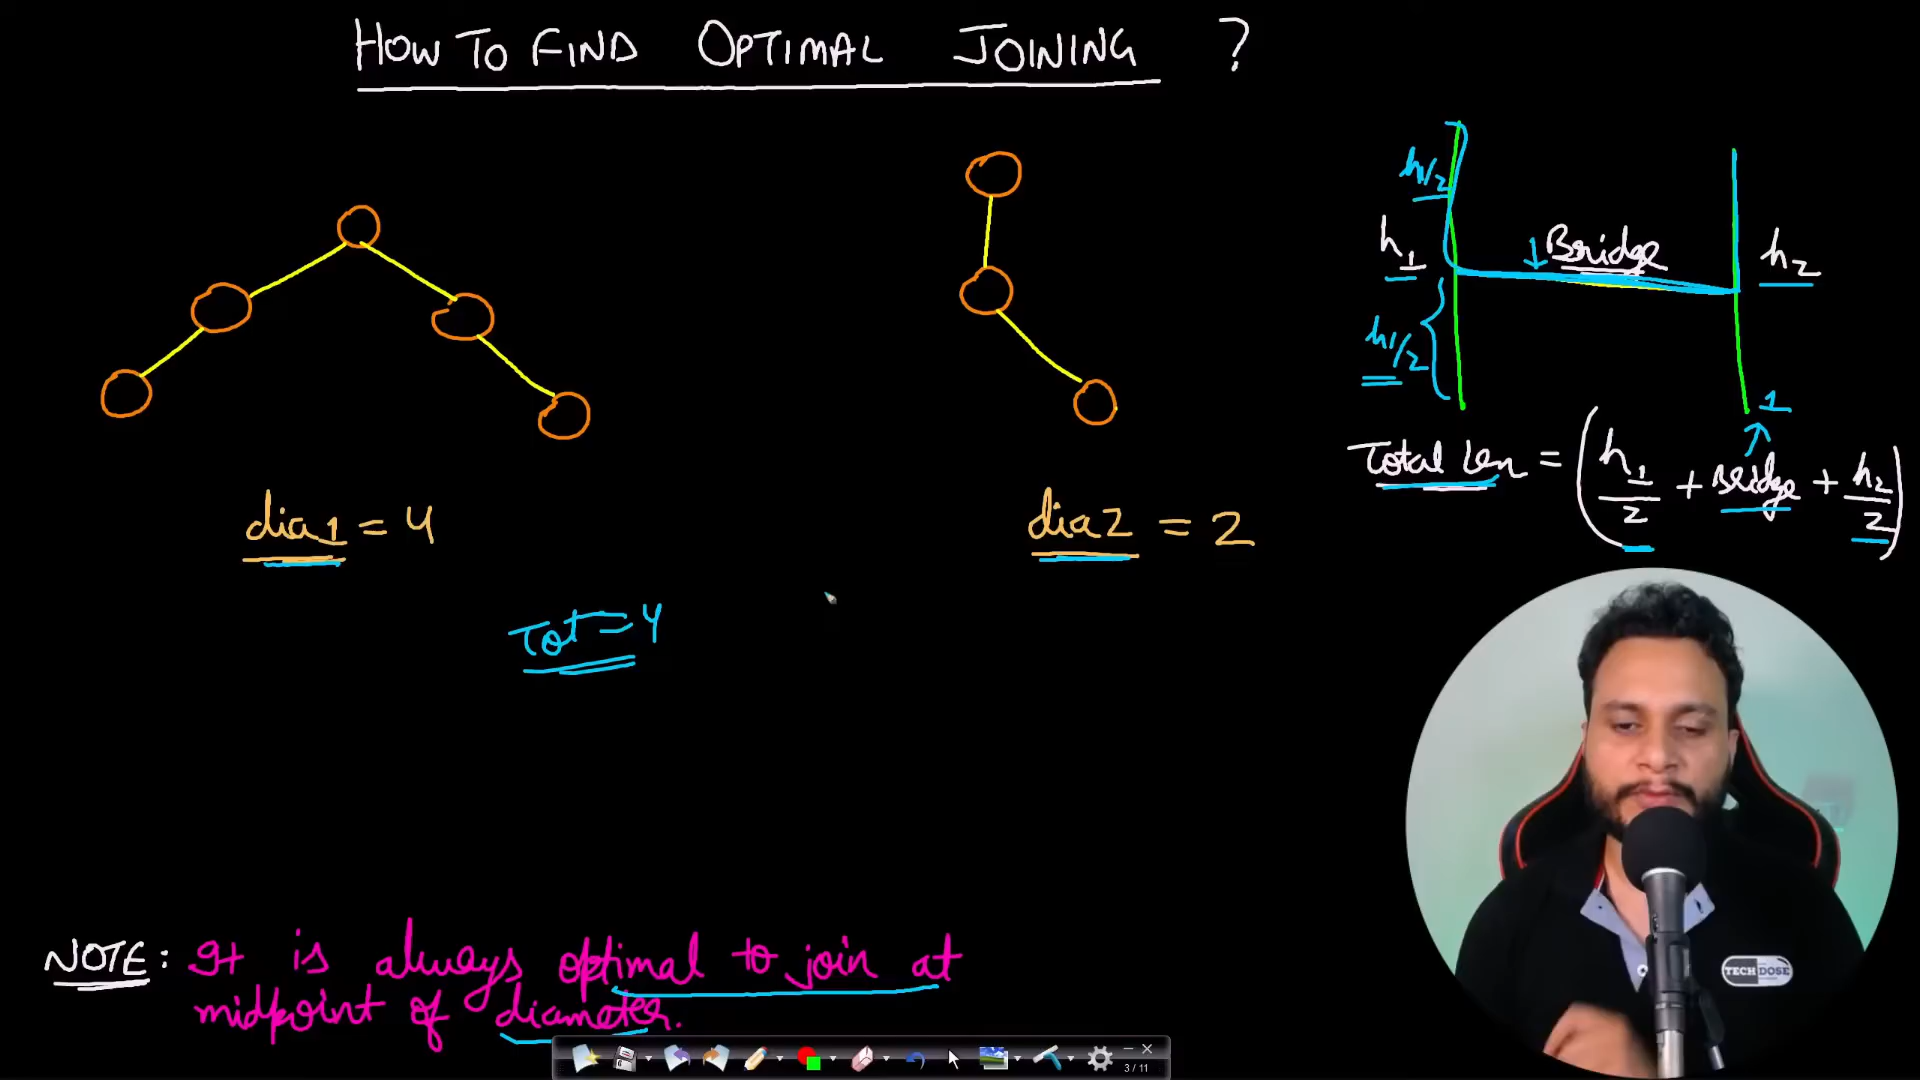 HOW TO FIND OPTIMAL JOINING ?
h1/2
h1
Bridge
h2
h1/2
1
Total len = (h1/2 + Bridge + h2/2)
dia1 = 4
dia2 = 2
Tot = 4
TECH DOSE
NOTE: It is always optimal to join at
midpoint of diameter.
3 / 11